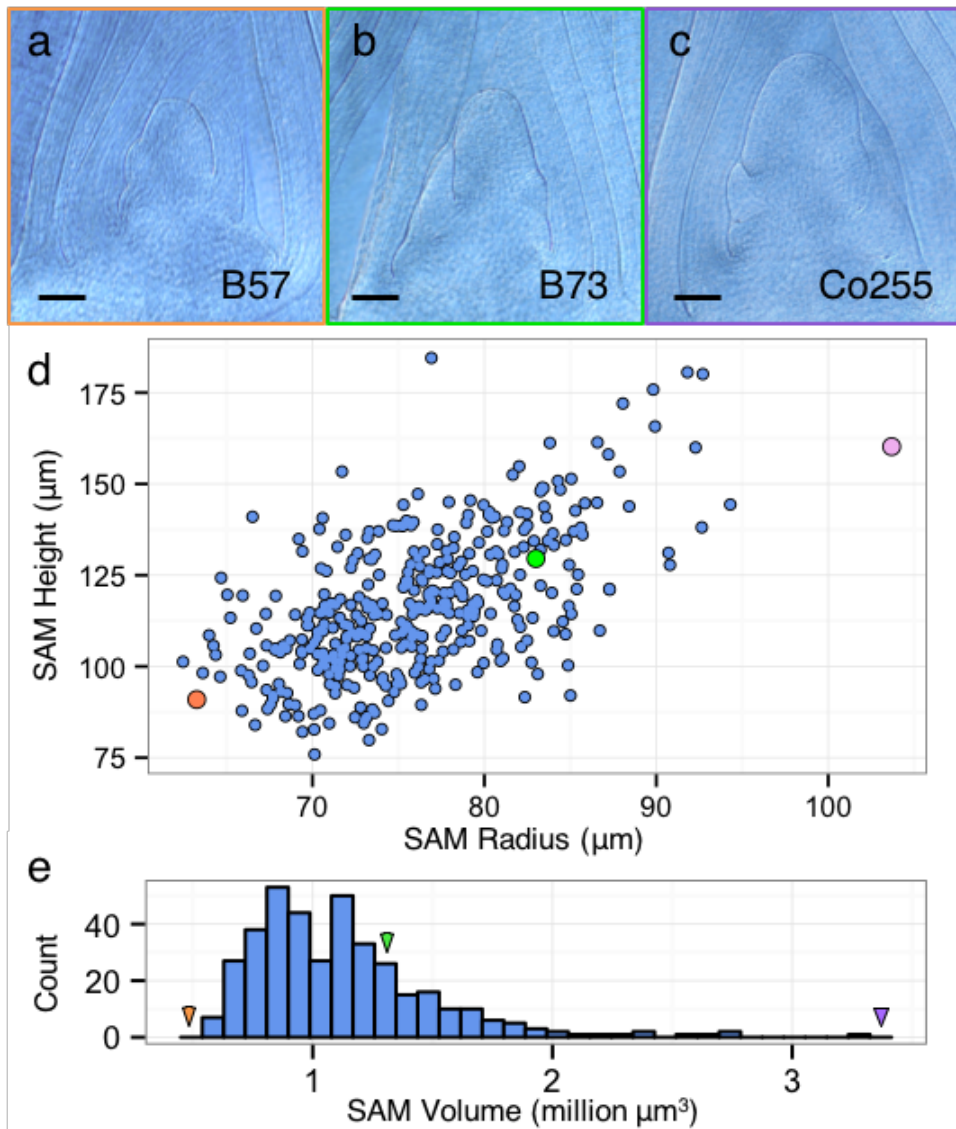 a
b
c
B57
B73
Co255
d
SAM Height (µm)
175
150
125
100
75
70
80
90
100
SAM Radius (µm)
e
Count
40
20
0
1
2
3
SAM Volume (million µm³)